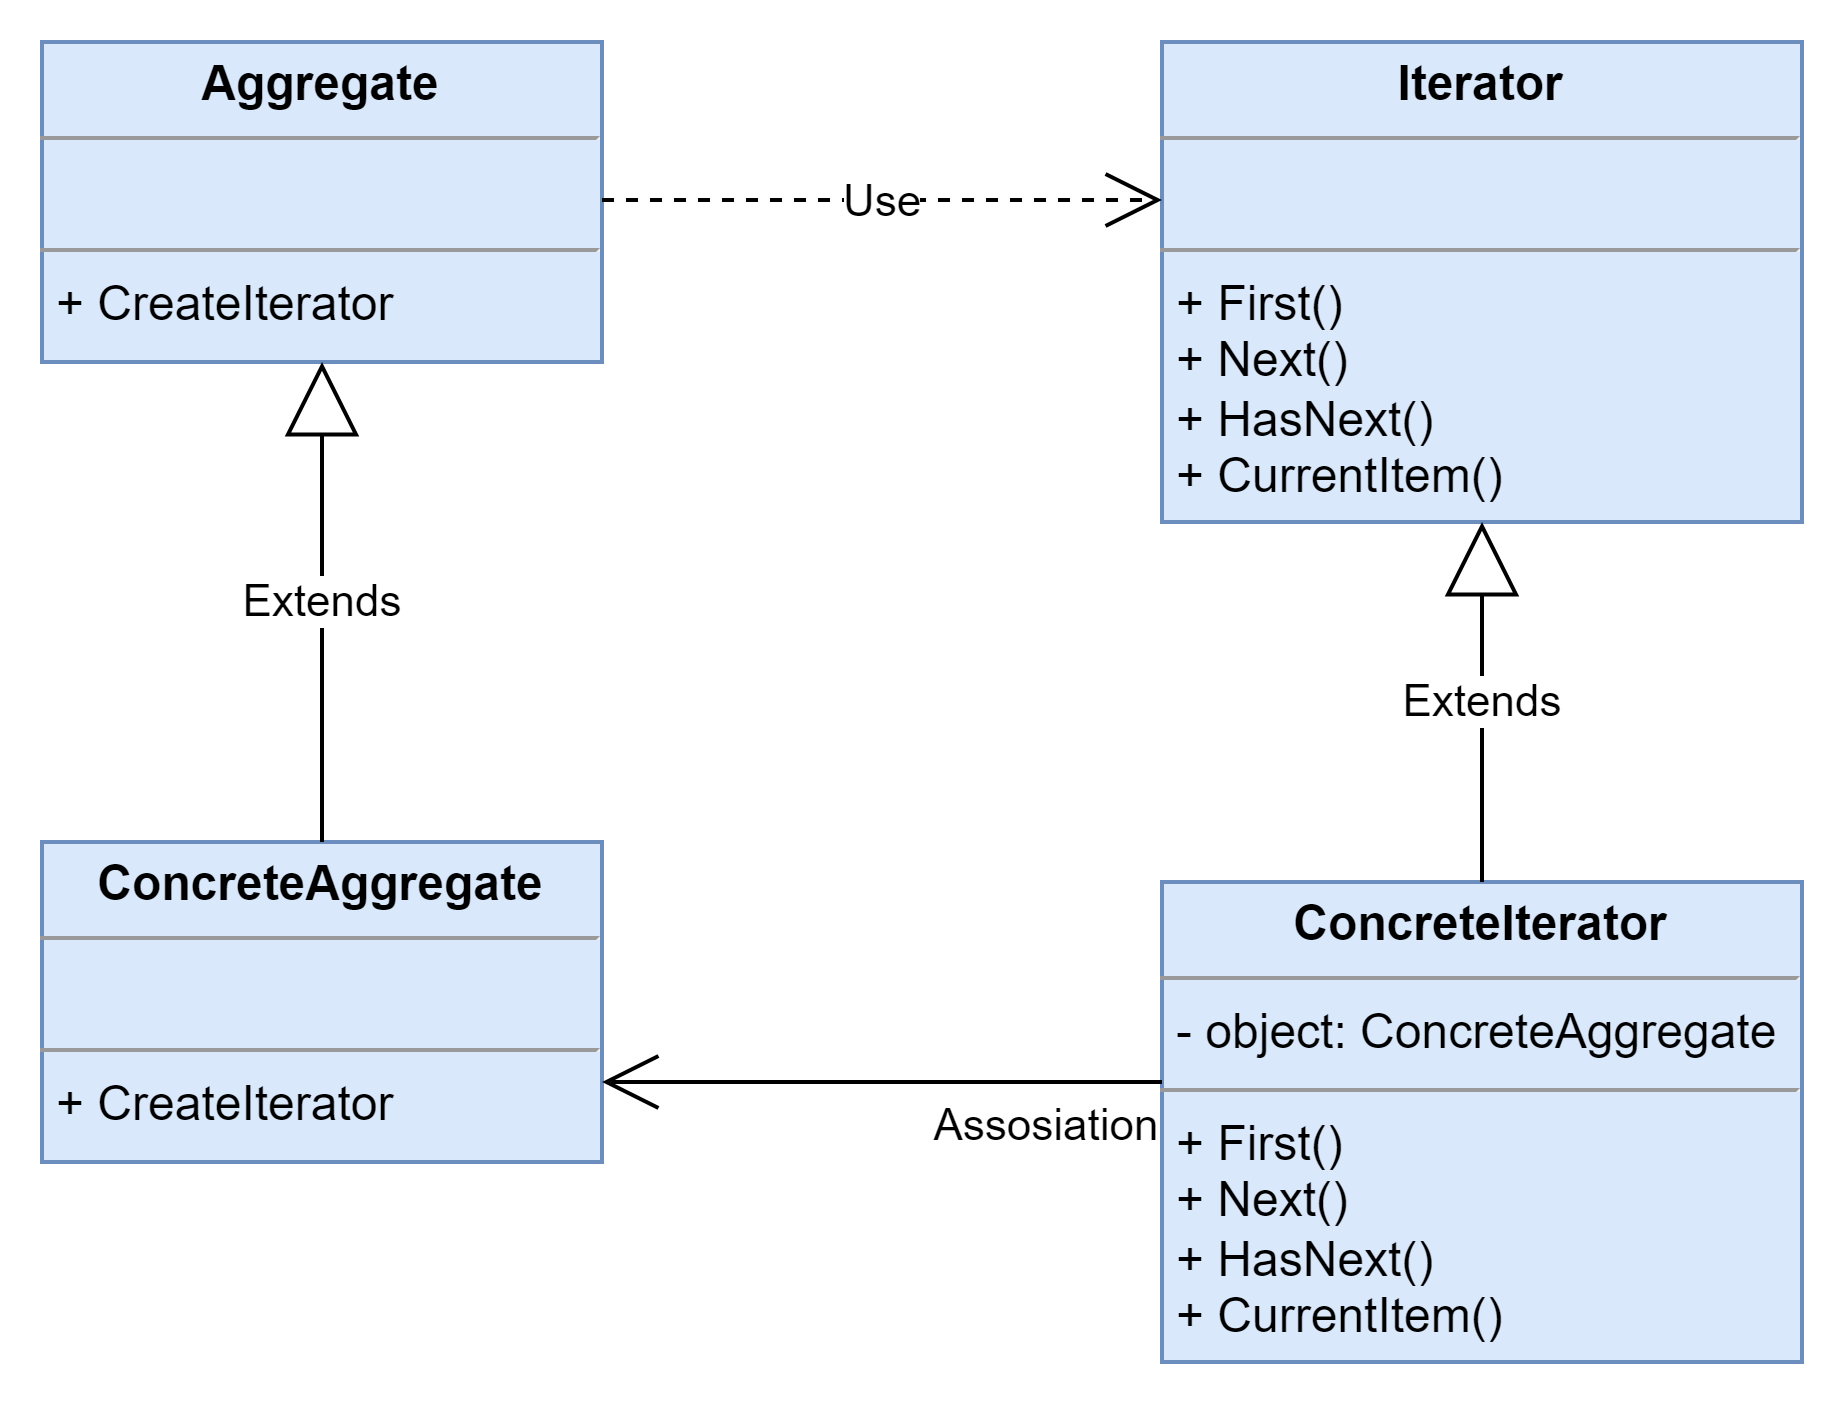 Aggregate
+ CreateIterator
Use
Iterator
+ First()
+ Next()
+ HasNext()
+ CurrentItem()
Extends
Extends
ConcreteAggregate
+ CreateIterator
Assosiation
ConcreteIterator
- object: ConcreteAggregate
+ First()
+ Next()
+ HasNext()
+ CurrentItem()